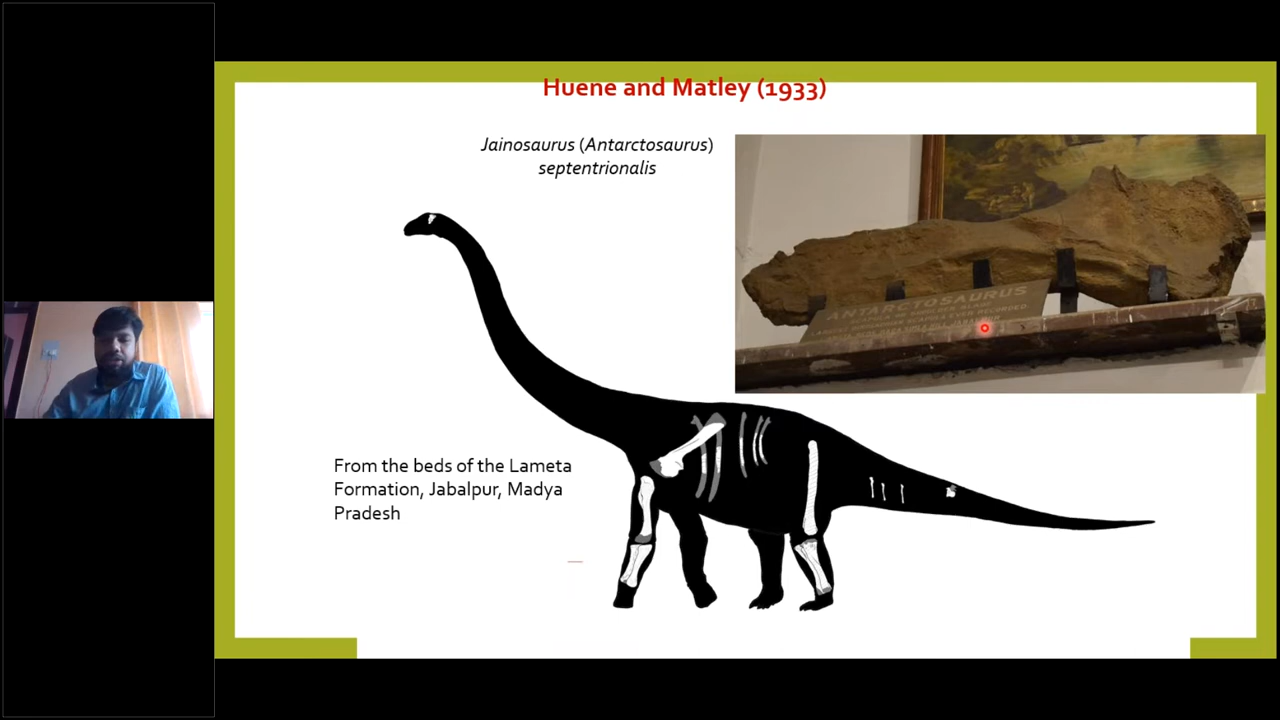 Huene and Matley (1933)
Jainosaurus (Antarctosaurus)
septentrionalis
ANTARCTOSAURUS
From the beds of the Lameta
Formation, Jabalpur, Madya
Pradesh